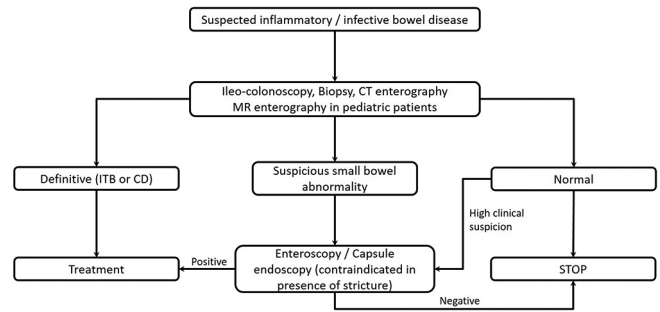 Suspected inflammatory / infective bowel disease
Ileo-colonoscopy, Biopsy, CT enterography
MR enterography in pediatric patients
Definitive (ITB or CD)
Suspicious small bowel
abnormality
Normal
High clinical
suspicion
Treatment
Positive
Enteroscopy / Capsule
endoscopy (contraindicated in
presence of stricture)
STOP
Negative